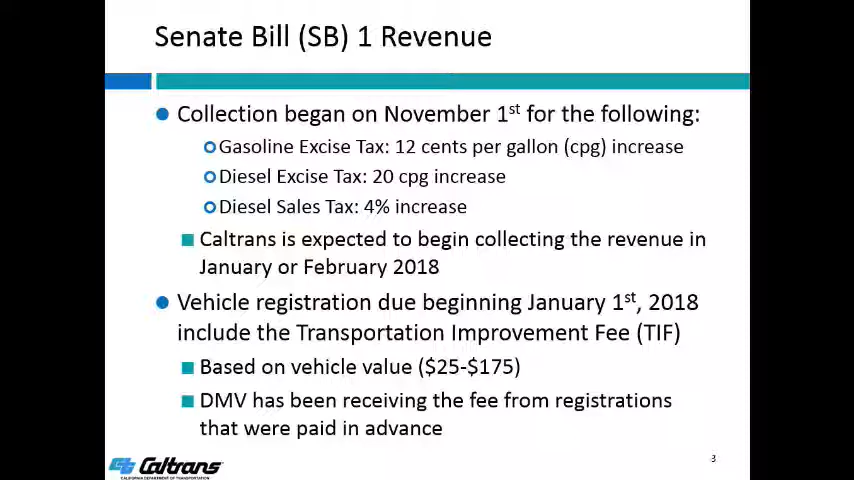 Senate Bill (SB) 1 Revenue
Collection began on November 1st for the following:
Gasoline Excise Tax: 12 cents per gallon (cpg) increase
Diesel Excise Tax: 20 cpg increase
Diesel Sales Tax: 4% increase
Caltrans is expected to begin collecting the revenue in
January or February 2018
Vehicle registration due beginning January 1st, 2018
include the Transportation Improvement Fee (TIF)
Based on vehicle value ($25-$175)
DMV has been receiving the fee from registrations
that were paid in advance
Caltrans
CALIFORNIA DEPARTMENT OF TRANSPORTATION
3